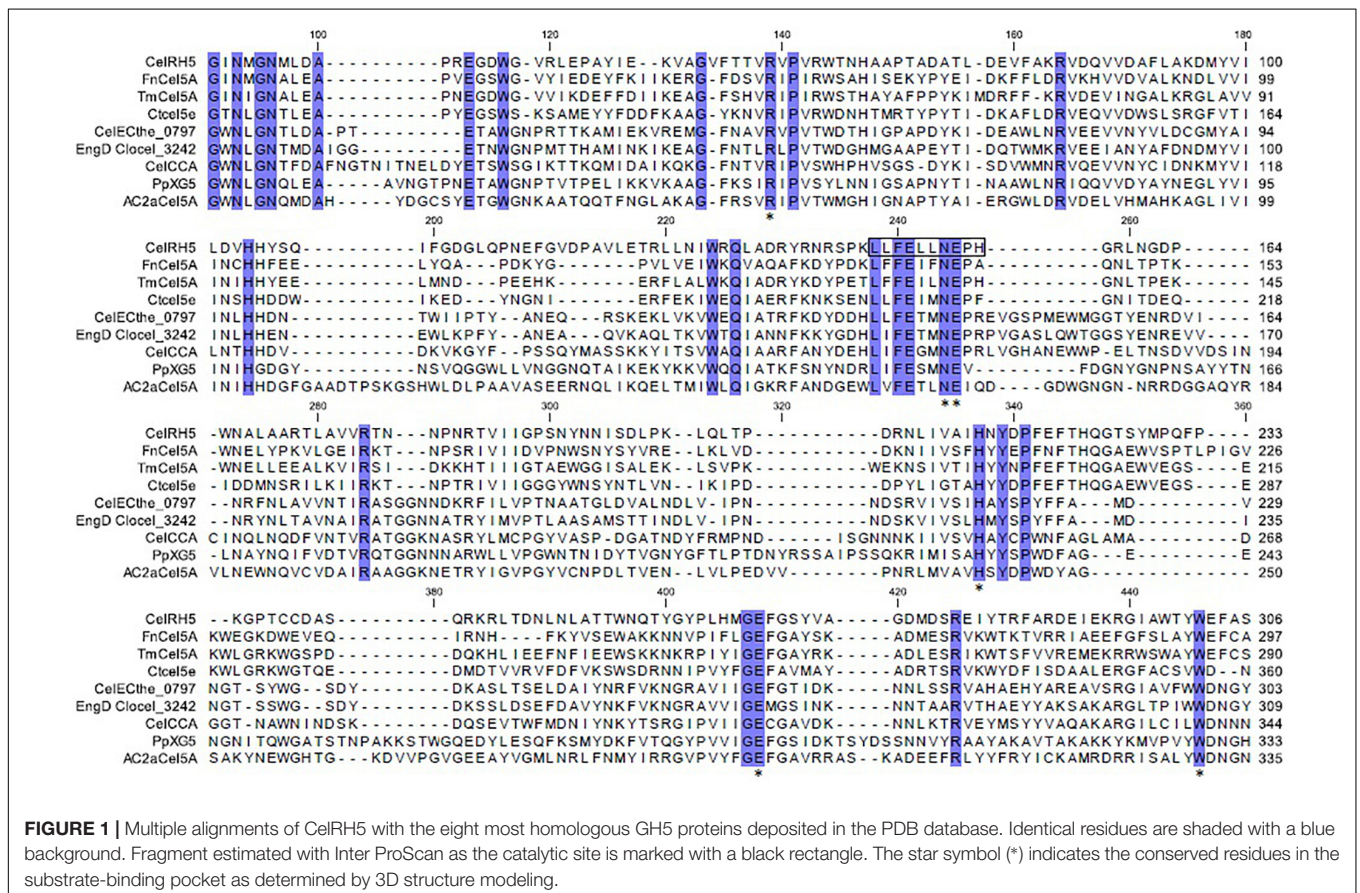 100 120 140 160 180
CelRH5 GINMGNMLDA-----------PREGDWG-VRLEPAYIE--KVAGVFTTVRVPVRWTNHAAPTADATL-DEVFAKRVDQVVDAFLAKDMYVI 100
FnCel5A GINMGNALEA-----------PVEGSWG-VYIEDEYFKIIKERG-FDSVRIPIRWSAHISEKYPYEI-DKFFLDRVKHVVDVALKNDLVVI 99
TmCel5A GINIGNALEA-----------PNEGDWG-VVIKDEFFDIIKEAG-FSHVRIPIRWSTHAYAFPPYKIMDRFF-KRVDEVINGALKRGLAVV 91
Ctcel5e GTNLGNTLEA-----------PYEGSWS-KSAMEYYFDDFKAAG-YKNVRIPVRWDNHTMRTYPYTI-DKAFLDRVEQVVDWSLSRGFVTI 164
CelECthe_0797 GWNLGNTLDA-PT---------ETAWGNPRTTKAMIEKVREMG-FNAVRVPVTWDTHIGPAPDYKI-DEAWLNRVEEVVNYVLDCGMYAI 94
EngD Clocel_3242 GWNLGNTMDAIGG---------ETNWGNPMTTHAMINKIKEAG-FNTLRLPVTWDGHMGAAPEYTI-DQTWMKRVEEIANYAFDNDMYVI 100
CelCCA GWNLGNTFDAFNGTNITNELDYETSWSGIKTTKQMIDAIKQKG-FNTVRIPVSWHPHVSGS-DYKI-SDVWMNRVQEVVNYCIDNKMYVI 118
PpXG5 GWNLGNQLEA-----AVNGTPNETAWGNPTVTPELIKKVKAAG-FKSIRIPVSYLNNIGSAPNYTI-NAAWLNRIQQVVDYAYNEGLYVI 95
AC2aCel5A GWNLGNQMDAH-----YDGCSYETGWGNKAATQQTFNGLAKAG-FRSVRIPVTWMGHIGNAPTYAI-ERGWLDRVDELVHMAHKAGLIVI 99
*
200 220 240 260
CelRH5 LDVHHYSQ------------IFGDGLQPNEFGVDPAVLETRLLNIWRQLADRYRNRSPKLLFELLNEPH----------GRLNGDP----- 164
FnCel5A INCHHFEE------------LYQA---PDKYG------PVLVEIWKQVAQAFKDYPDKLFFEIFNEPA----------QNLTPTK----- 153
TmCel5A INIHHYEE------------LMND---PEEHK------ERFLALWKQIADRYKDYPETLFFEILNEPH----------GNLTPEK----- 145
Ctcel5e INSHHDDW------------IKED---YNGNI------ERFEKIWEQIAERFKNKSENLLFEIMNEPF----------GNITDEQ----- 218
CelECthe_0797 INLHHDN------------TWIIPTY--ANEQ--RSKEKLVKVWEQIATRFKKYDDHLIFETMNEPREVGSPMEWMGGTYENRDVI---- 164
EngD Clocel_3242 INLHHEN------------EWLKPFY--ANEA--QVKAQLTKVWTQIANNFKKYGDHLIFETMNEPRPVGASLQWTGGSYENREVV---- 170
CelCCA LNTHHDV------------DKVKGYF--PSSQYMASSKKYITSVWAQIAARFANYDEHLIFEGMNEPRLVGHANEWWP-ELTNSDVVDSIN 194
PpXG5 INIHGDGY------------NSVQGGWLLVNGGNQTAIKEKYKKVWQQIATKFSNYNDRLIFESMNEV-------FDGNYGNPNSAYYTN 166
AC2aCel5A INIHHDGFGAADTPSKGSHWLDLPAAVASEERNQLIKQELTMIWLQIGKRFANDGEWLVFETLNEIQD----GDWGNGN-NRRDGGAQYR 184
**
280 300 320 340 360
CelRH5 -WNALAARTLAVVRTN---NPNRTVIIGPSNYNNISDLPK--LQLTP-----------DRNLIVAIHNYDPFEFTHQGTSYMPQFP---- 233
FnCel5A -WNELYPKVLGEIRKT---NPSRIVIIDVPNWSNYSYVRE--LKLVD-----------DKNIIVSFHYYEPFNFTHQGAEWVSPTLPIGV 226
TmCel5A -WNELLEEALKVIRSI---DKKHTIIIGTAEWGGISALEK--LSVPK----------WEKNSIVTIHYYNPFEFTHQGAEWVEGS----E 215
Ctcel5e -IDDMNSRILKIIRKT---NPTRIVIIGGGYWNSYNTLVN--IKIPD-----------DPYLIGTAHYYDPFEFTHQGAEWVEGS----E 287
CelECthe_0797 --NRFNLAVVNTIRASGGNNDKRFILVPTNAATGLDVALNDLV-IPN----------NDSRVIVSIHAYSPYFFA---MD---------V 229
EngD Clocel_3242 --NRYNLTAVNAIRATGGNNATRYIMVPTLAASAMSTTINDLV-IPN----------NDSKVIVSLHMYSPYFFA---MD---------I 235
CelCCA CINQLNQDFVNTVRATGGKNASRYLMCPGYVASP-DGATNDYFRMPND-------ISGNNNKIIVSVHAYCPWNFAGLAMA---------D 268
PpXG5 -LNAYNQIFVDTVRQTGGNNNARWLLVPGWNTNIDYTVGNYGFTLPTDNYRSSAIPSSQKRIMISAHYYSPWDFAG---E---------E 243
AC2aCel5A VLNEWNQVCVDAIRAAGGKNETRYIGVPGYVCNPDLTVEN--LVLPEDVV--------PNRLMVAVHSYDPWDYAG------------- 250
*
380 400 420 440
CelRH5 --KGPTCCDAS----------QRKRLTDNLNLATTWNQTYGYPLHMGEFGSYVA-----GDMDSREIYTRFARDEIEKRGIAWTYWEFAS 306
FnCel5A KWEGKDWEVEQ----------IRNH----FKYVSEWAKKNNVPIFLGEFGAYSK-----ADMESRVKWTKTVRRIAEEFGFSLAYWEFCA 297
TmCel5A KWLGRKWGSPD----------DQKHLIEEFNFIEEWSKKNKRPIYIGEFGAYRK-----ADLESRIKWTSFVVREMEKRRWSWAYWEFCS 290
Ctcel5e KWLGRKWGTQE----------DMDTVVRVFDFVKSWSDRNNIPVYFGEFAVMAY-----ADRTSRVKWYDFISDAALERGFACSVWD--N 360
CelECthe_0797 NGT-SYWG--SDY--------DKASLTSELDAIYNRFVKNGRAVIIGEFGTIDK-----NNLSSRVAHAEHYAREAVSRGIAVFWWDNGY 303
EngD Clocel_3242 NGT-SSWG--SDY--------DKSSLDSEFDAVYNKFVKNGRAVVIGEMGSINK-----NNTAARVTHAEYYAKSAKARGLTPIWWDNGY 309
CelCCA GGT-NAWNINDSK--------DQSEVTWFMDNIYNKYTSRGIPVIIGECGAVDK-----NNLKTRVEYMSYYVAQAKARGILCILWDNNN 344
PpXG5 NGNITQWGATSTNPAKKSTWGQEDYLESQFKSMYDKFVTQGYPVVIGEFGSIDKTSYDSSNNVYRAAYAKAVTAKAKKYKMVPVYWDNGH 333
AC2aCel5A SAKYNEWGHTG---KDVVPGVGEEAYVGMLNRLFNMYIRRGVPVYFGEFGAVRRAS--KADEEFRLYYFRYICKAMRDRRISALYWDNGN 335
* *
FIGURE 1 | Multiple alignments of CelRH5 with the eight most homologous GH5 proteins deposited in the PDB database. Identical residues are shaded with a blue
background. Fragment estimated with Inter ProScan as the catalytic site is marked with a black rectangle. The star symbol (*) indicates the conserved residues in the
substrate-binding pocket as determined by 3D structure modeling.